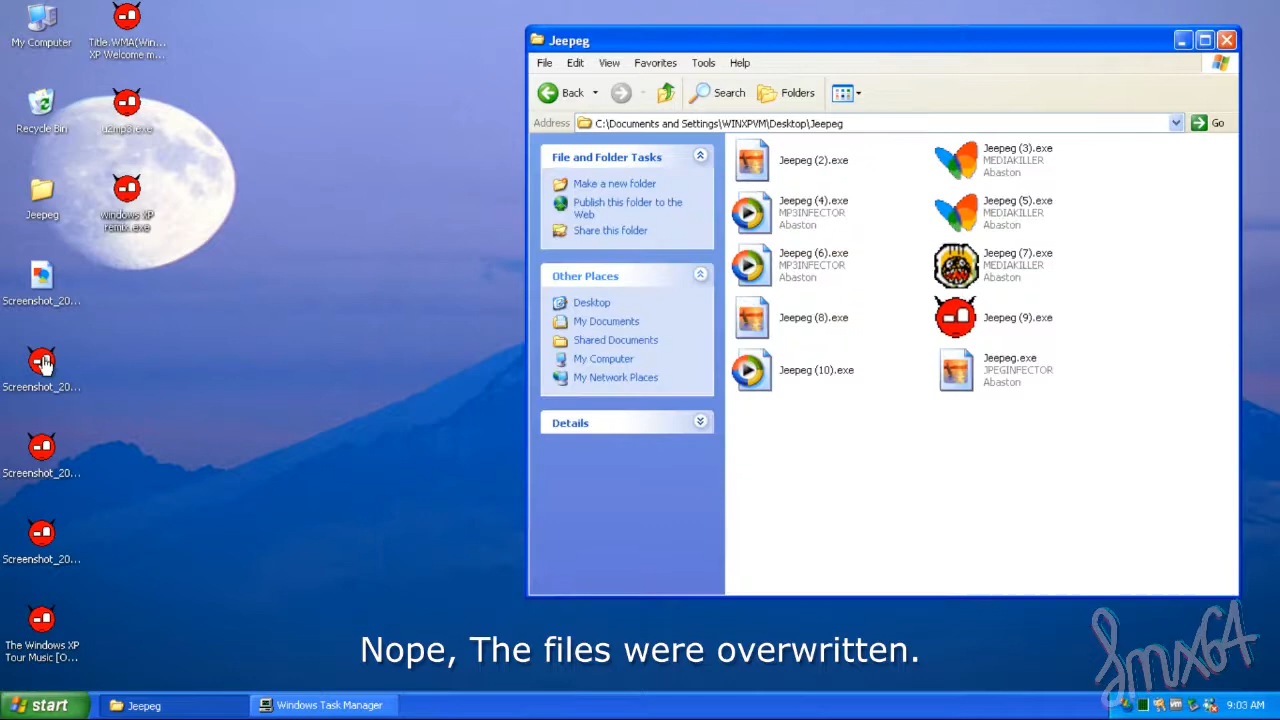 My Computer
Title.WMA(Win...
XP Welcome m...
Recycle Bin
Jeepeg
windows XP
remix.exe
Screenshot_20...
Screenshot_20...
Screenshot_20...
Screenshot_20...
The Windows XP
Tour Music [O...
Jeepeg
File Edit View Favorites Tools Help
Back Search Folders
Address C:\Documents and Settings\WINXPVM\Desktop\Jeepeg Go
File and Folder Tasks
Make a new folder
Publish this folder to the
Web
Share this folder
Other Places
Desktop
My Documents
Shared Documents
My Computer
My Network Places
Details
Jeepeg (2).exe
Jeepeg (3).exe
MEDIAKILLER
Abaston
Jeepeg (4).exe
MP3INFECTOR
Abaston
Jeepeg (5).exe
MEDIAKILLER
Abaston
Jeepeg (6).exe
MP3INFECTOR
Abaston
Jeepeg (7).exe
MEDIAKILLER
Abaston
Jeepeg (8).exe
Jeepeg (9).exe
Jeepeg (10).exe
Jeepeg.exe
JPEGINFECTOR
Abaston
Nope, The files were overwritten.
start Jeepeg Windows Task Manager 9:03 AM